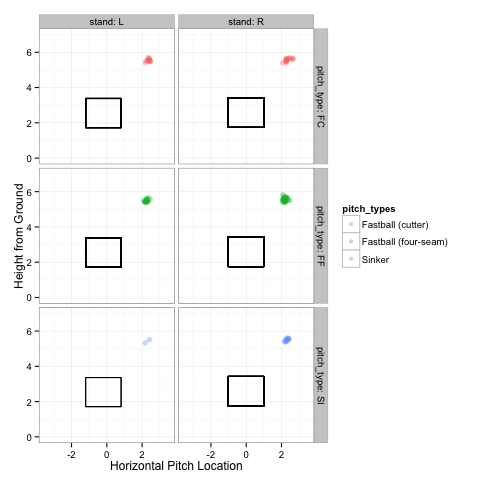 stand: L
stand: R
6
4
2
0
pitch_type: FC
6
4
2
0
pitch_type: FF
6
4
2
0
pitch_type: SI
-2
0
2
-2
0
2
Horizontal Pitch Location
Height from Ground
pitch_types
Fastball (cutter)
Fastball (four-seam)
Sinker